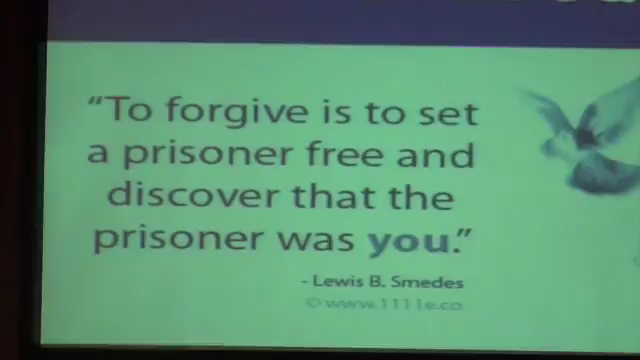 “To forgive is to set
a prisoner free and
discover that the
prisoner was you.”
- Lewis B. Smedes